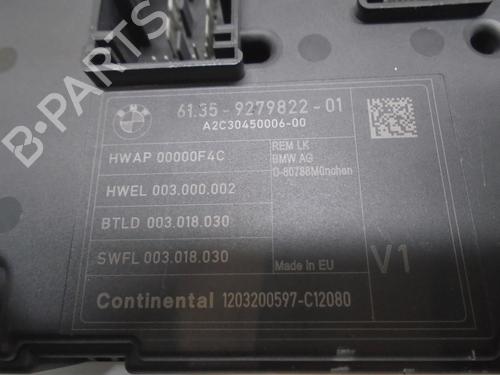 BMW
61.35 - 9279822 - 01
A2C30450006-00
HWAP 00000F4C
REM LK
BMW AG
D-80788München
HWEL 003.000.002
BTLD 003.018.030
SWFL 003.018.030
Made in EU
V1
Continental 1203200597-C12080
B-PARTS